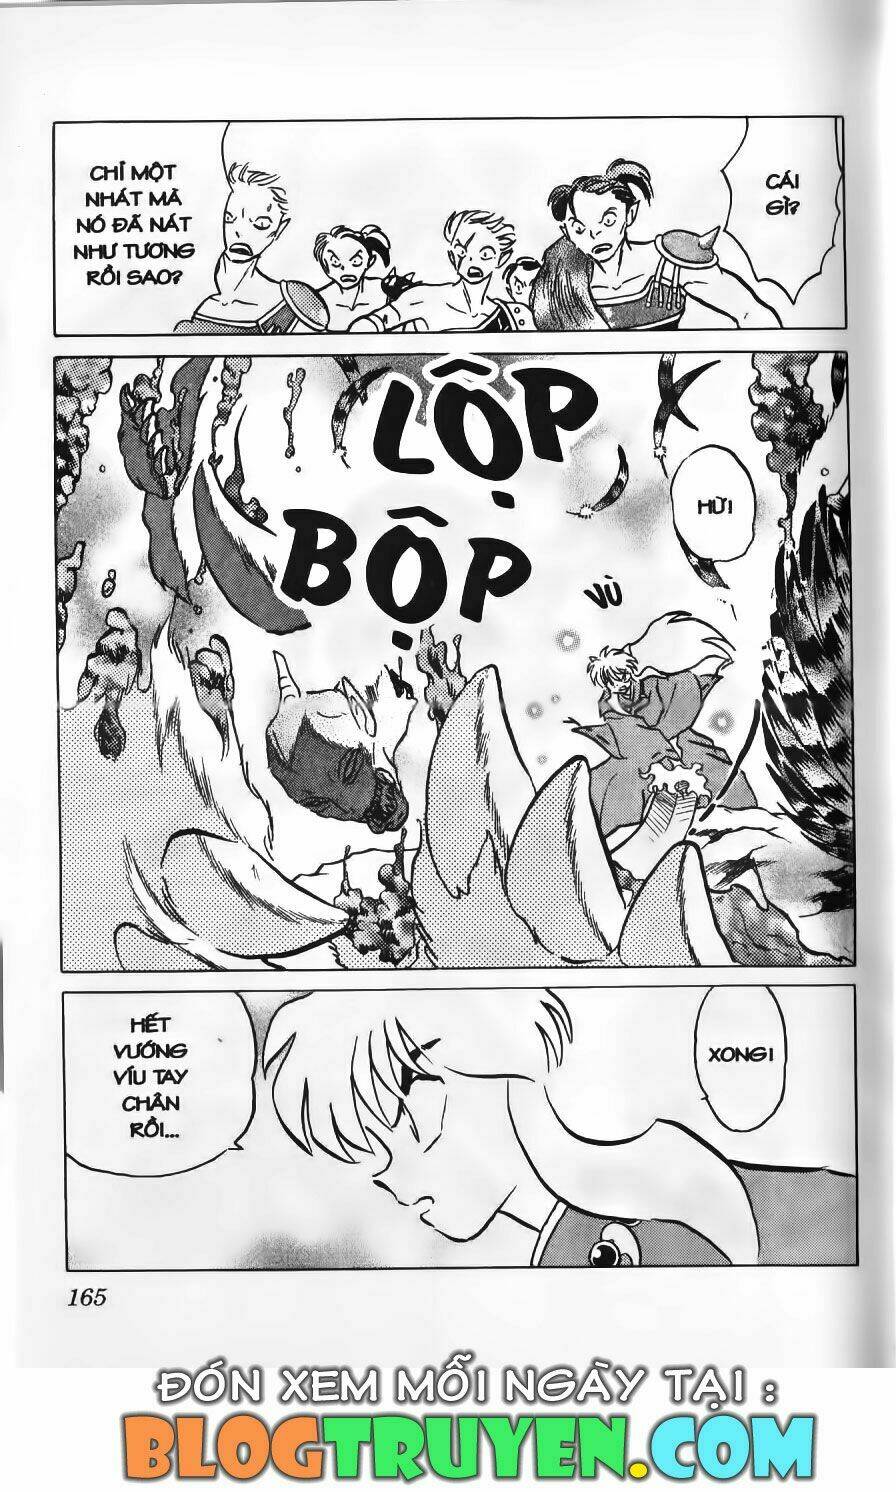 CÁI
GÌ?
CHỈ MỘT
NHÁT MÀ
NÓ ĐÃ NÁT
NHƯ TƯƠNG
RỒI SAO?
LỘP
BỘP
HỪ!
VÙ
XONG!
HẾT
VƯỚNG
VÍU TAY
CHÂN
RỒI...
165
ĐÓN XEM MỖI NGÀY TẠI :
BLOGTRUYEN.COM